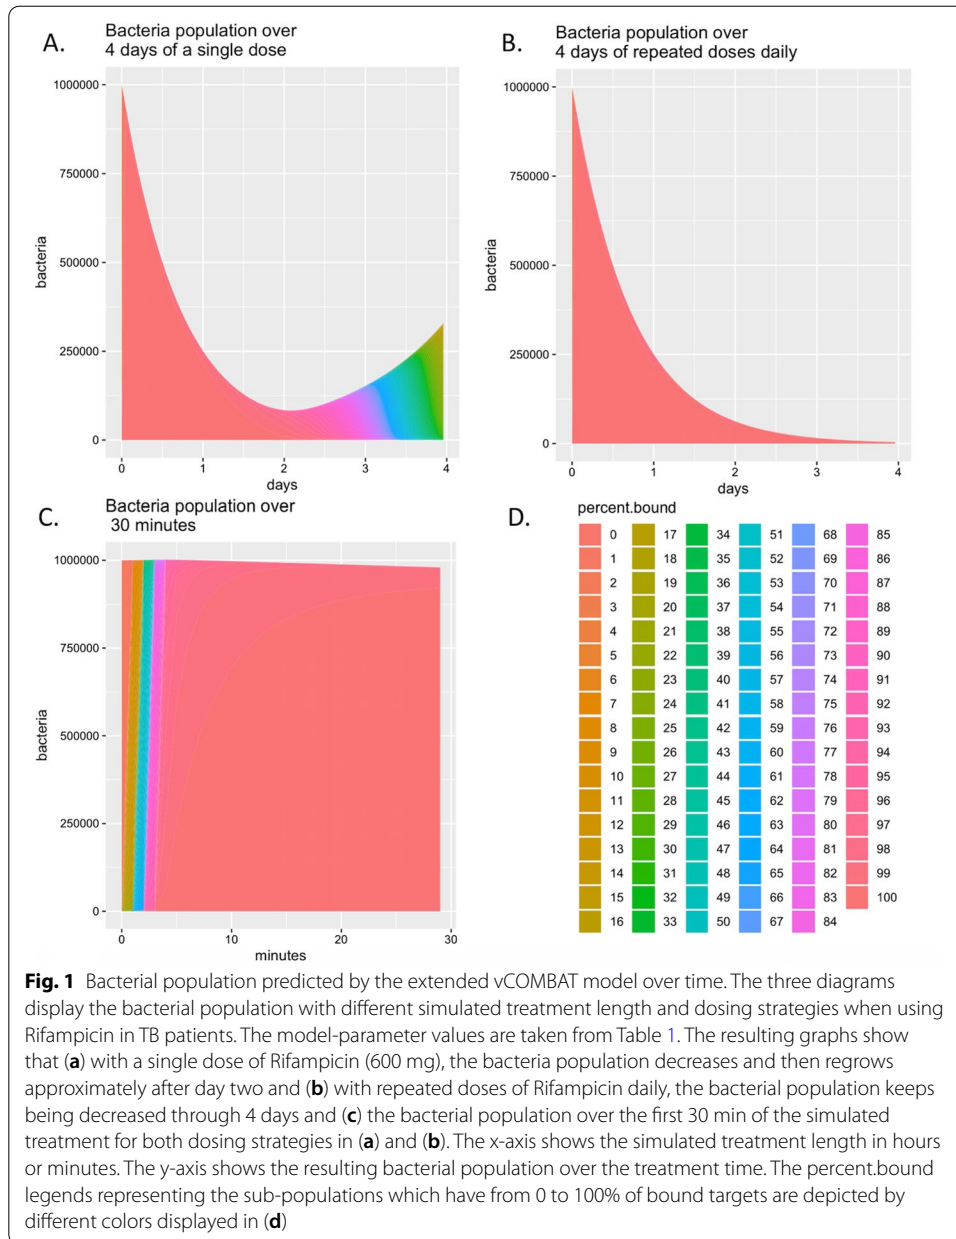 A.
Bacteria population over
4 days of a single dose
1000000
750000
500000
250000
0
bacteria
0 1 2 3 4
days
B.
Bacteria population over
4 days of repeated doses daily
1000000
750000
500000
250000
0
bacteria
0 1 2 3 4
days
C.
Bacteria population over
30 minutes
1000000
750000
500000
250000
0
bacteria
0 10 20 30
minutes
D.
percent.bound
0 17 34 51 68 85
1 18 35 52 69 86
2 19 36 53 70 87
3 20 37 54 71 88
4 21 38 55 72 89
5 22 39 56 73 90
6 23 40 57 74 91
7 24 41 58 75 92
8 25 42 59 76 93
9 26 43 60 77 94
10 27 44 61 78 95
11 28 45 62 79 96
12 29 46 63 80 97
13 30 47 64 81 98
14 31 48 65 82 99
15 32 49 66 83 100
16 33 50 67 84
Fig. 1 Bacterial population predicted by the extended vCOMBAT model over time. The three diagrams
display the bacterial population with different simulated treatment length and dosing strategies when using
Rifampicin in TB patients. The model-parameter values are taken from Table 1. The resulting graphs show
that (a) with a single dose of Rifampicin (600 mg), the bacteria population decreases and then regrows
approximately after day two and (b) with repeated doses of Rifampicin daily, the bacterial population keeps
being decreased through 4 days and (c) the bacterial population over the first 30 min of the simulated
treatment for both dosing strategies in (a) and (b). The x-axis shows the simulated treatment length in hours
or minutes. The y-axis shows the resulting bacterial population over the treatment time. The percent.bound
legends representing the sub-populations which have from 0 to 100% of bound targets are depicted by
different colors displayed in (d)